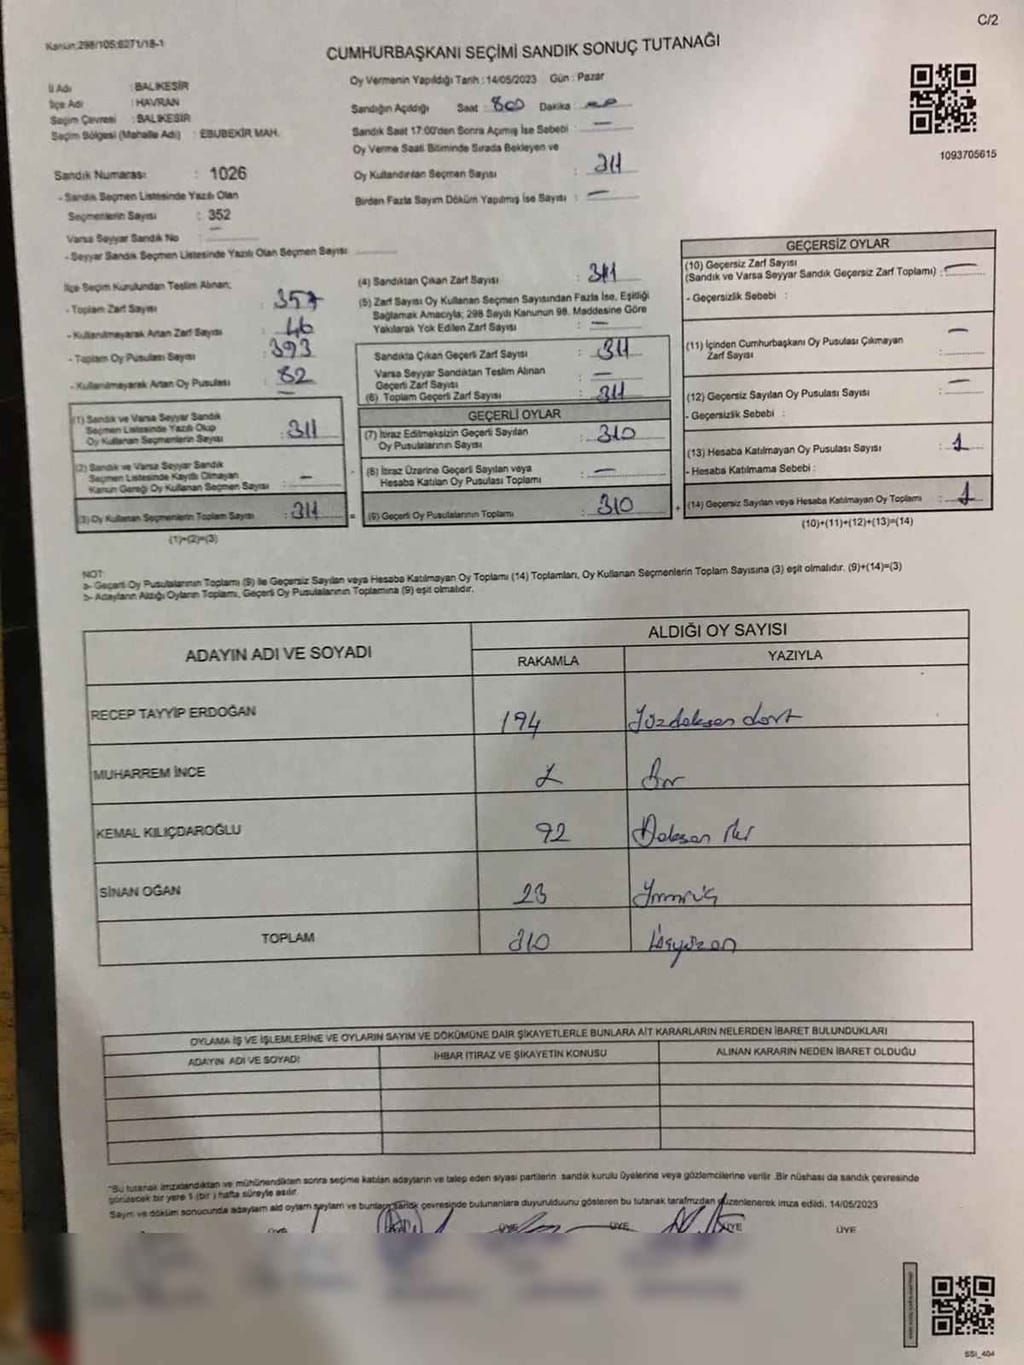 C/2
Kanun:298/105;6271/18-1
CUMHURBAŞKANI SEÇİMİ SANDIK SONUÇ TUTANAĞI
İl Adı : BALIKESİR
İlçe Adı : HAVRAN
Seçim Çevresi : BALIKESİR
Seçim Bölgesi (Mahalle Adı) : EBUBEKİR MAH.
Sandık Numarası : 1026
- Sandık Seçmen Listesinde Yazılı Olan
Seçmenlerin Sayısı : 352
Varsa Seyyar Sandık No —
- Seyyar Sandık Seçmen Listesinde Yazılı Olan Seçmen Sayısı
Oy Vermenin Yapıldığı Tarih : 14/05/2023 Gün : Pazar
Sandığın Açıldığı Saat : 800 Dakika :
Sandık Saat 17:00'den Sonra Açımış İse Sebebi : —
Oy Verme Saati Bitiminde Sırada Bekleyen ve
Oy Kullandırılan Seçmen Sayısı : 311
Birden Fazla Sayım Döküm Yapılmış İse Sayısı : —
1093705615
İlçe Seçim Kurulundan Teslim Alınan;
- Toplam Zarf Sayısı : 357
- Kullanılmayarak Artan Zarf Sayısı : 46
- Toplam Oy Pusulası Sayısı : 393
- Kullanılmayarak Artan Oy Pusulası : 82
(1) Sandık ve Varsa Seyyar Sandık
Seçmen Listesinde Yazılı Olup
Oy Kullanan Seçmenlerin Sayısı : 311
(2) Sandık ve Varsa Seyyar Sandık
Seçmen Listesinde Kayıtlı Olmayan
Kanun Gereği Oy Kullanan Seçmen Sayısı : —
(3) Oy Kullanan Seçmenlerin Toplam Sayısı : 311
(1)+(2)=(3)
(4) Sandıktan Çıkan Zarf Sayısı : 311
(5) Zarf Sayısı Oy Kullanan Seçmen Sayısından Fazla İse, Eşitliği
Sağlamak Amacıyla; 298 Sayılı Kanunun 98. Maddesine Göre
Yakılarak Yok Edilen Zarf Sayısı : —
Sandıkta Çıkan Geçerli Zarf Sayısı : 311
Varsa Seyyar Sandıktan Teslim Alınan
Geçerli Zarf Sayısı : —
(6) Toplam Geçerli Zarf Sayısı : 311
GEÇERLİ OYLAR
(7) İtiraz Edilmeksizin Geçerli Sayılan
Oy Pusulalarının Sayısı : 310
(8) İtiraz Üzerine Geçerli Sayılan veya
Hesaba Katılan Oy Pusulası Toplamı : —
= (9) Geçerli Oy Pusulalarının Toplamı : 310
GEÇERSİZ OYLAR
(10) Geçersiz Zarf Sayısı
(Sandık ve Varsa Seyyar Sandık Geçersiz Zarf Toplamı) : —
- Geçersizlik Sebebi :
(11) İçinden Cumhurbaşkanı Oy Pusulası Çıkmayan
Zarf Sayısı : —
(12) Geçersiz Sayılan Oy Pusulası Sayısı : —
- Geçersizlik Sebebi :
(13) Hesaba Katılmayan Oy Pusulası Sayısı : 1
- Hesaba Katılmama Sebebi :
+ (14) Geçersiz Sayılan veya Hesaba Katılmayan Oy Toplamı : 1
(10)+(11)+(12)+(13)=(14)
NOT:
a- Geçerli Oy Pusulalarının Toplamı (9) ile Geçersiz Sayılan veya Hesaba Katılmayan Oy Toplamı (14) Toplamları, Oy Kullanan Seçmenlerin Toplam Sayısına (3) eşit olmalıdır. (9)+(14)=(3)
b- Adayların Aldığı Oyların Toplamı, Geçerli Oy Pusulalarının Toplamına (9) eşit olmalıdır.
ADAYIN ADI VE SOYADI ALDIĞI OY SAYISI
RAKAMLA YAZIYLA
RECEP TAYYİP ERDOĞAN 194 Yüzdoksan dört
MUHARREM İNCE 1 Bir
KEMAL KILIÇDAROĞLU 92 Doksan iki
SİNAN OĞAN 23 Yirmiüç
TOPLAM 310 Üçyüzon
OYLAMA İŞ VE İŞLEMLERİNE VE OYLARIN SAYIM VE DÖKÜMÜNE DAİR ŞİKAYETLERLE BUNLARA AİT KARARLARIN NELERDEN İBARET BULUNDUKLARI
ADAYIN ADI VE SOYADI İHBAR İTİRAZ VE ŞİKAYETİN KONUSU ALINAN KARARIN NEDEN İBARET OLDUĞU
"Bu tutanak imzalandıktan ve mühürlendikten sonra seçime katılan adayların ve talep eden siyasi partilerin sandık kurulu üyelerine veya gözlemcilerine verilir .Bir nüshası da sandık çevresinde
görülecek bir yere 1 (bir ) hafta süreyle asılır.
Sayım ve döküm sonucunda adayların ald oyların sayıları ve bunların sandık çevresinde bulunanlara duyurulduunu gösteren bu tutanak tarafımızdan düzenlenerek imza edildi. 14/05/2023
ÜYE ÜYE ÜYE ÜYE ÜYE
SSI_404